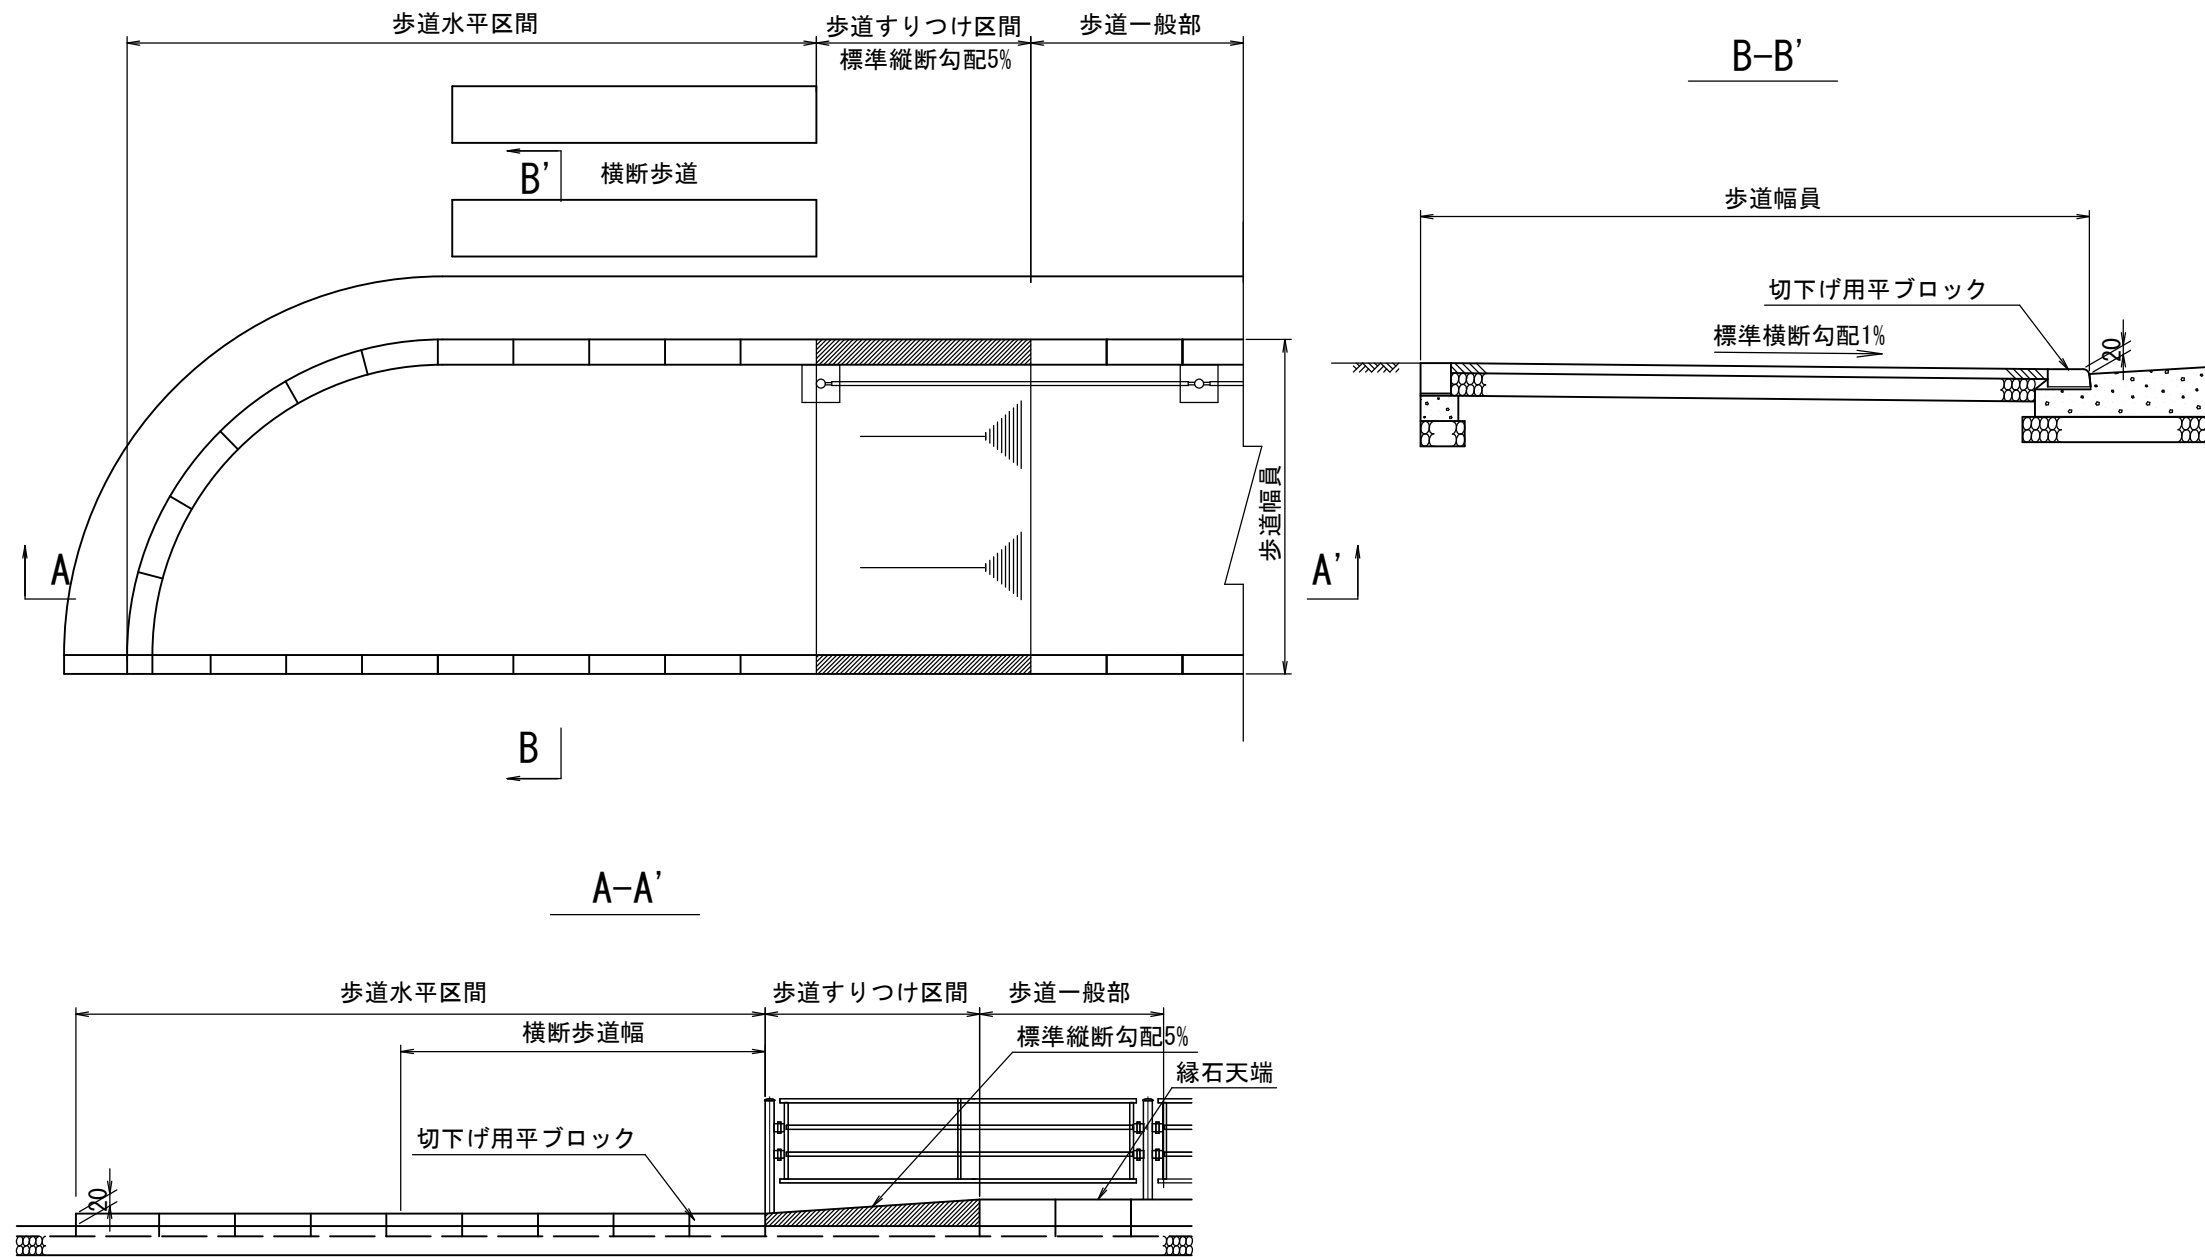 歩道水平区間
歩道すりつけ区間
標準縦断勾配5%
歩道一般部
B'
横断歩道
A
A'
歩道幅員
B
B-B'
歩道幅員
切下げ用平ブロック
標準横断勾配1%
20
A-A'
歩道水平区間
歩道すりつけ区間
歩道一般部
横断歩道幅
標準縦断勾配5%
縁石天端
切下げ用平ブロック
20